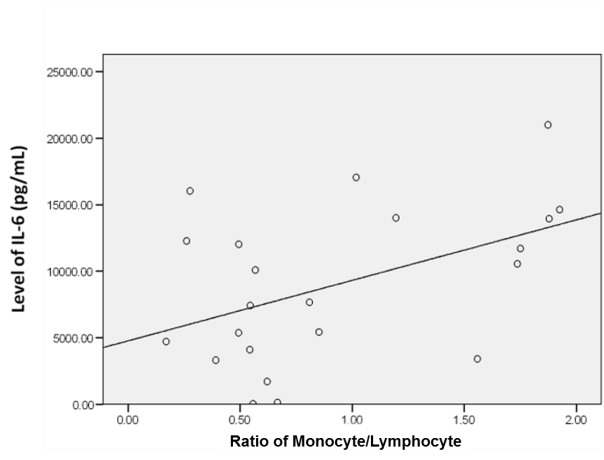 Level of IL-6 (pg/mL)
25000.00
20000.00
15000.00
10000.00
5000.00
0.00
0.00 0.50 1.00 1.50 2.00
Ratio of Monocyte/Lymphocyte